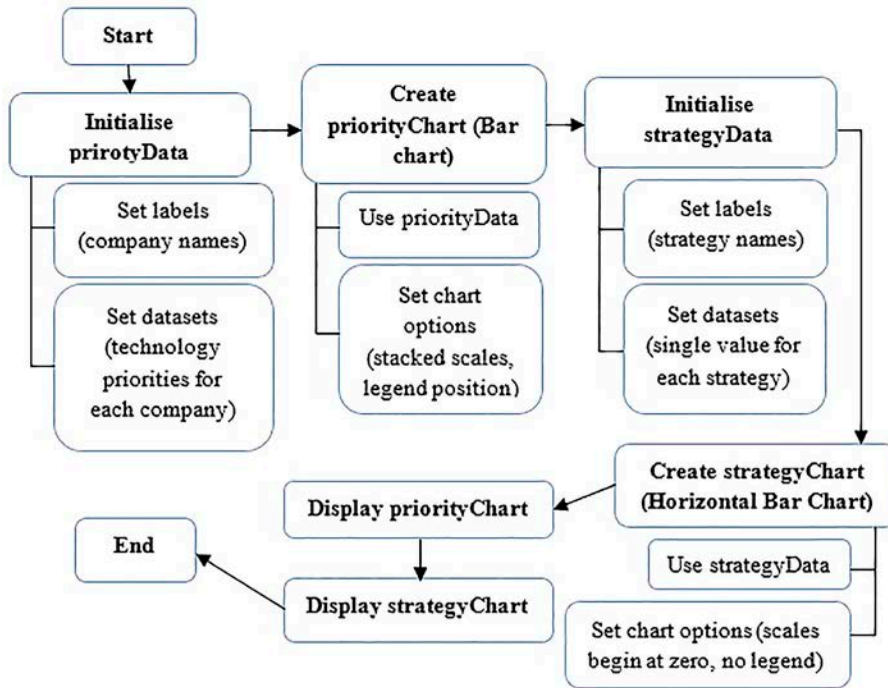 Start
Initialise
prirotyData
Set labels
(company names)
Set datasets
(technology
priorities for
each company)
Create
priorityChart (Bar
chart)
Use priorityData
Set chart
options
(stacked scales,
legend position)
Initialise
strategyData
Set labels
(strategy names)
Set datasets
(single value for
each strategy)
Create strategyChart
(Horizontal Bar Chart)
Use strategyData
Set chart options (scales
begin at zero, no legend)
Display priorityChart
Display strategyChart
End